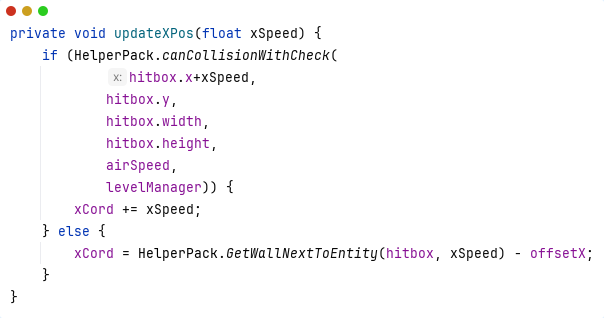 private void updateXPos(float xSpeed) {
    if (HelperPack.canCollisionWithCheck(
            x: hitbox.x+xSpeed,
            hitbox.y,
            hitbox.width,
            hitbox.height,
            airSpeed,
            levelManager)) {
        xCord += xSpeed;
    } else {
        xCord = HelperPack.GetWallNextToEntity(hitbox, xSpeed) - offsetX;
    }
}